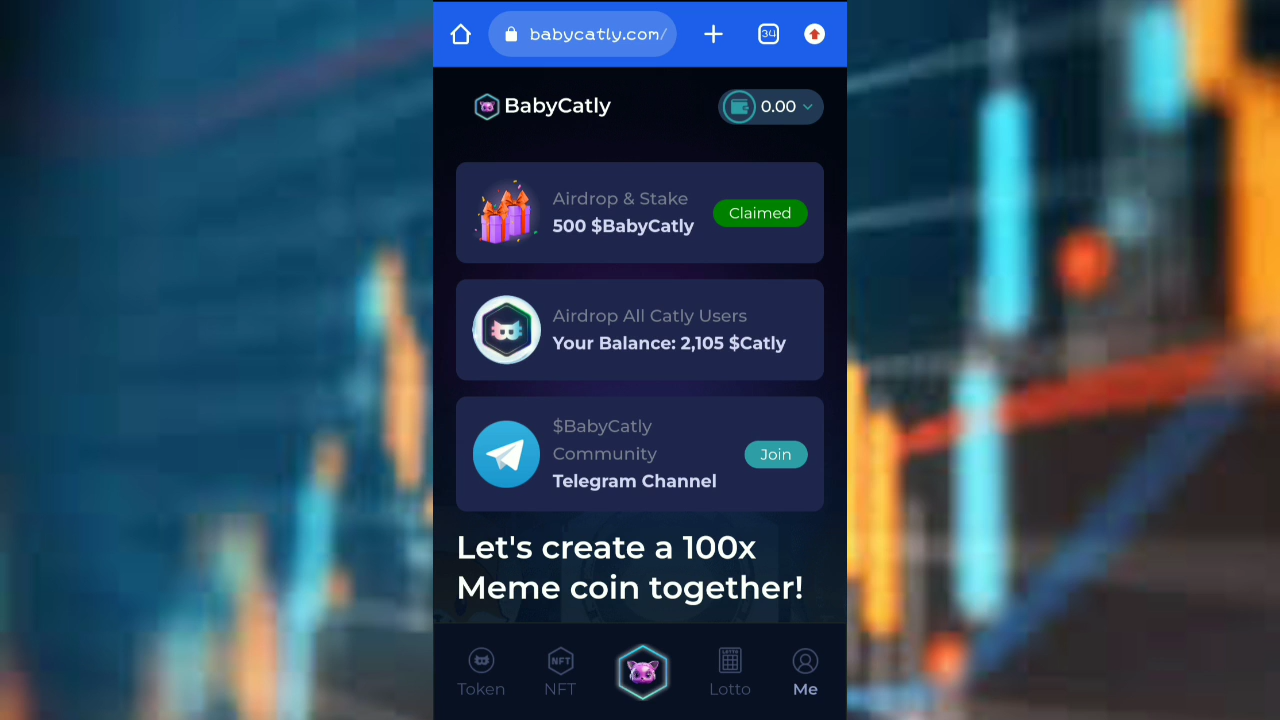 babycatly.com/
34
BabyCatly
0.00
Airdrop & Stake
500 $BabyCatly
Claimed
Airdrop All Catly Users
Your Balance: 2,105 $Catly
$BabyCatly
Community
Telegram Channel
Join
Let's create a 100x
Meme coin together!
NFT
LOTTO
Token
NFT
Lotto
Me